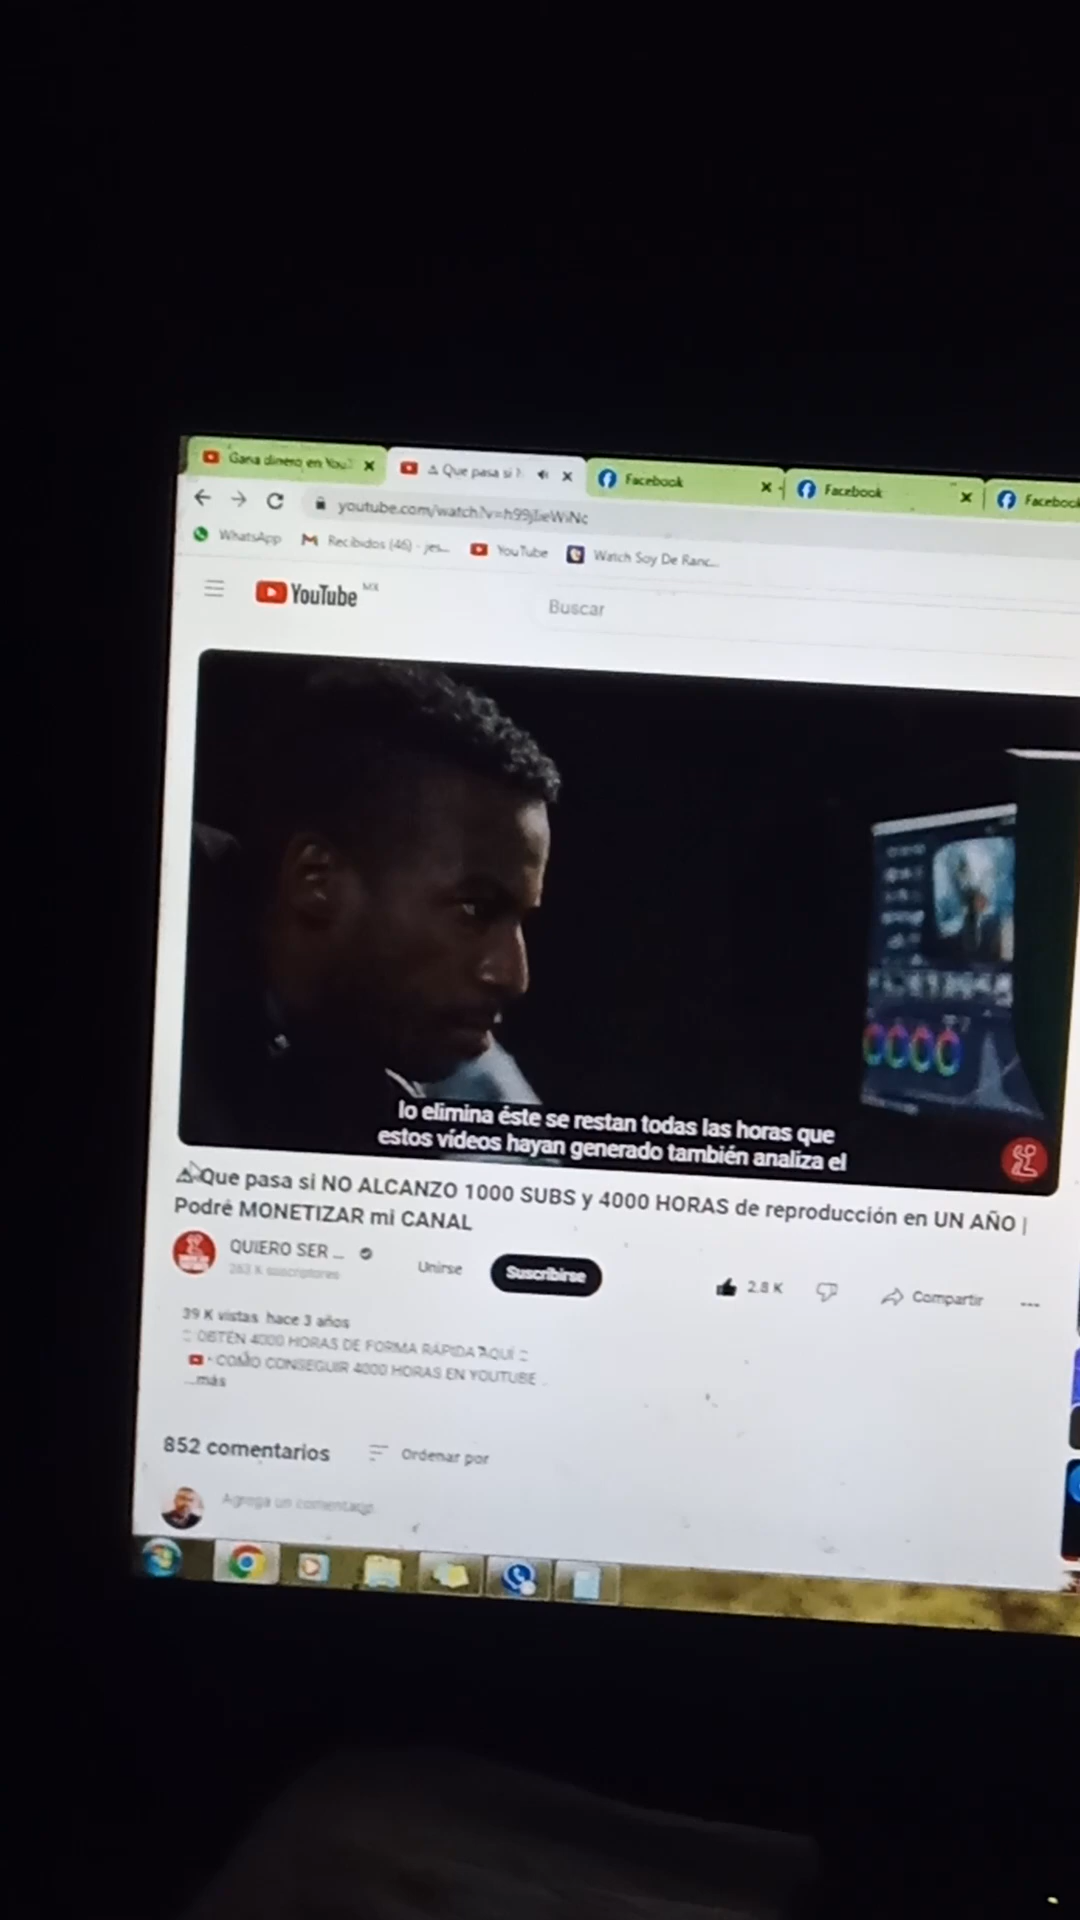 Gana dinero en You
Que pasa si
Facebook
Facebook
Facebook
youtube.com/watch?v=h99jlieWiNc
WhatsApp
Recibidos (46) - jes...
YouTube
Watch Soy De Ranc...
YouTube MX
Buscar
lo elimina éste se restan todas las horas que
estos vídeos hayan generado también analiza el
⚠Que pasa si NO ALCANZO 1000 SUBS y 4000 HORAS de reproducción en UN AÑO |
Podré MONETIZAR mi CANAL
QUIERO SER ...
263 K suscriptores
Unirse
Suscribirse
2.8 K
Compartir
39 K vistas hace 3 años
OBTÉN 4000 HORAS DE FORMA RÁPIDA AQUÍ
- COMO CONSEGUIR 4000 HORAS EN YOUTUBE ...
...más
852 comentarios
Ordenar por
Agrega un comentario